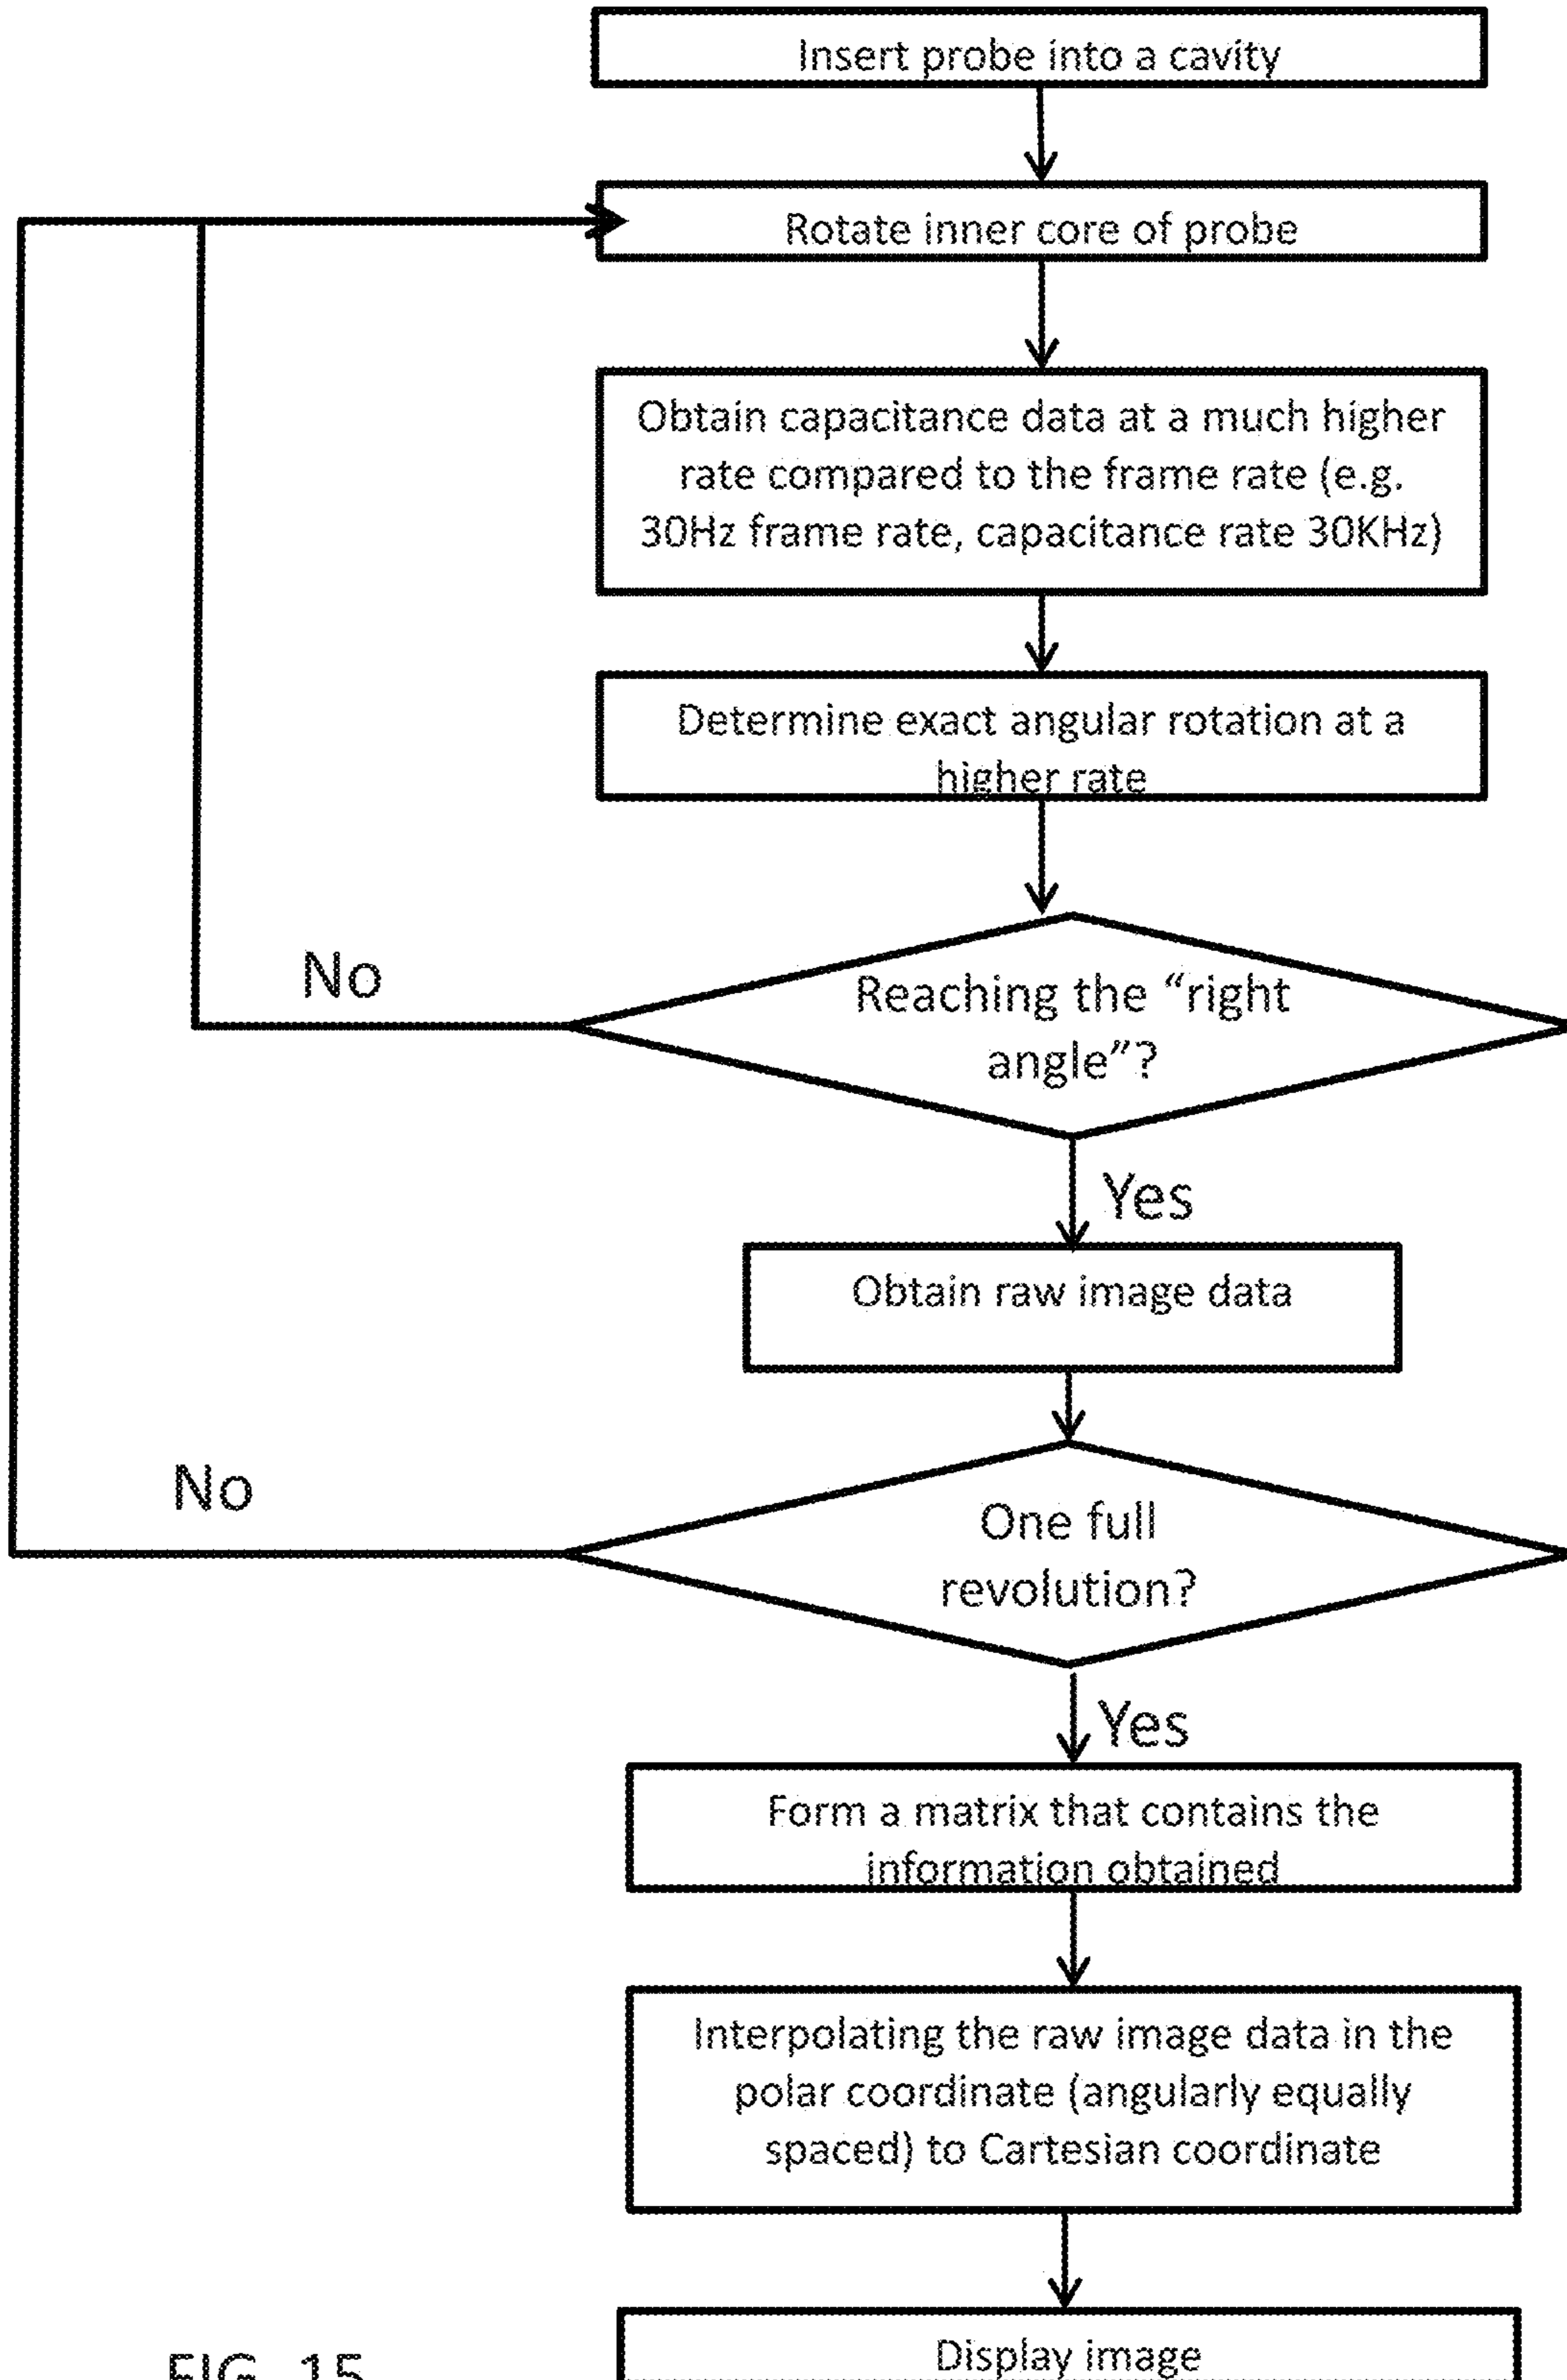 Insert probe into a cavity
Rotate inner core of probe
Obtain capacitance data at a much higher
rate compared to the frame rate (e.g.
30Hz frame rate, capacitance rate 30KHz)
Determine exact angular rotation at a
higher rate
No
Reaching the “right
angle”?
Yes
Obtain raw image data
No
One full
revolution?
Yes
Form a matrix that contains the
information obtained
Interpolating the raw image data in the
polar coordinate (angularly equally
spaced) to Cartesian coordinate
Display image
FIG. 15